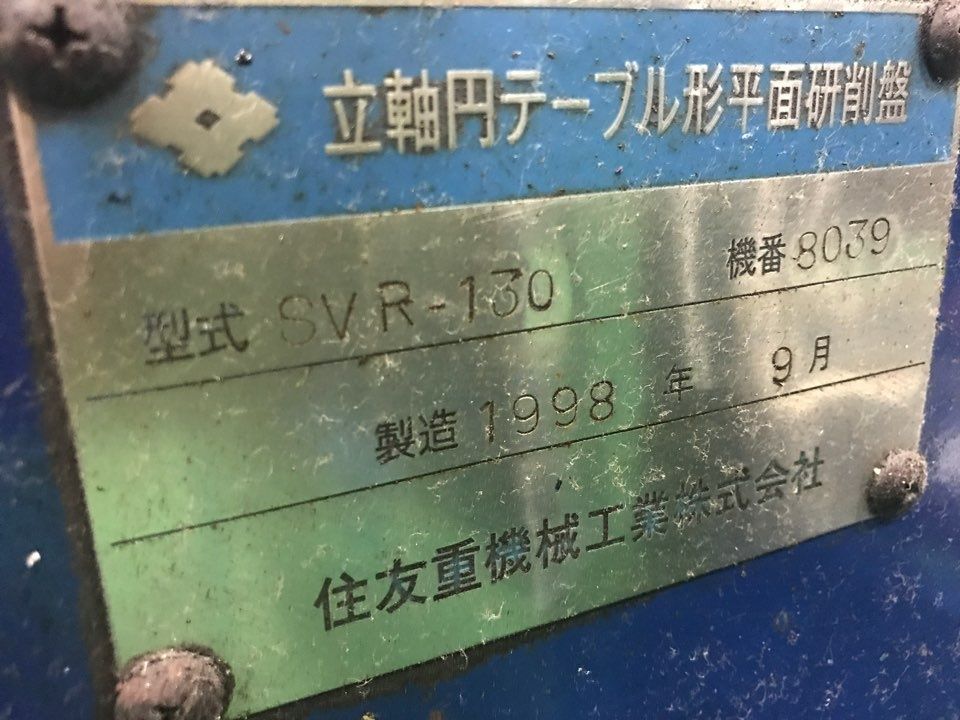 立軸円テーブル形平面研削盤
型式 SVR-130 機番 8039
製造 1998 年 9 月
住友重機械工業株式会社